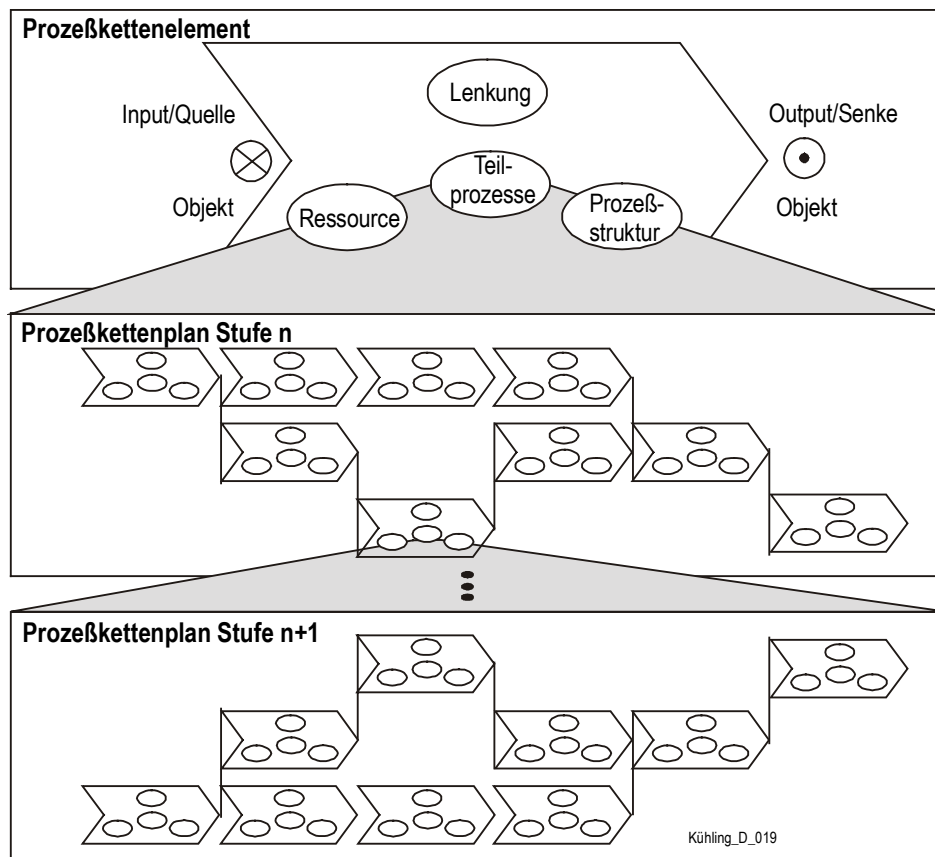 Prozeßkettenelement
Lenkung
Input/Quelle
Output/Senke
Teil-
prozesse
Objekt
Ressource
Prozeß-
struktur
Objekt
Prozeßkettenplan Stufe n
Prozeßkettenplan Stufe n+1
Kühling_D_019